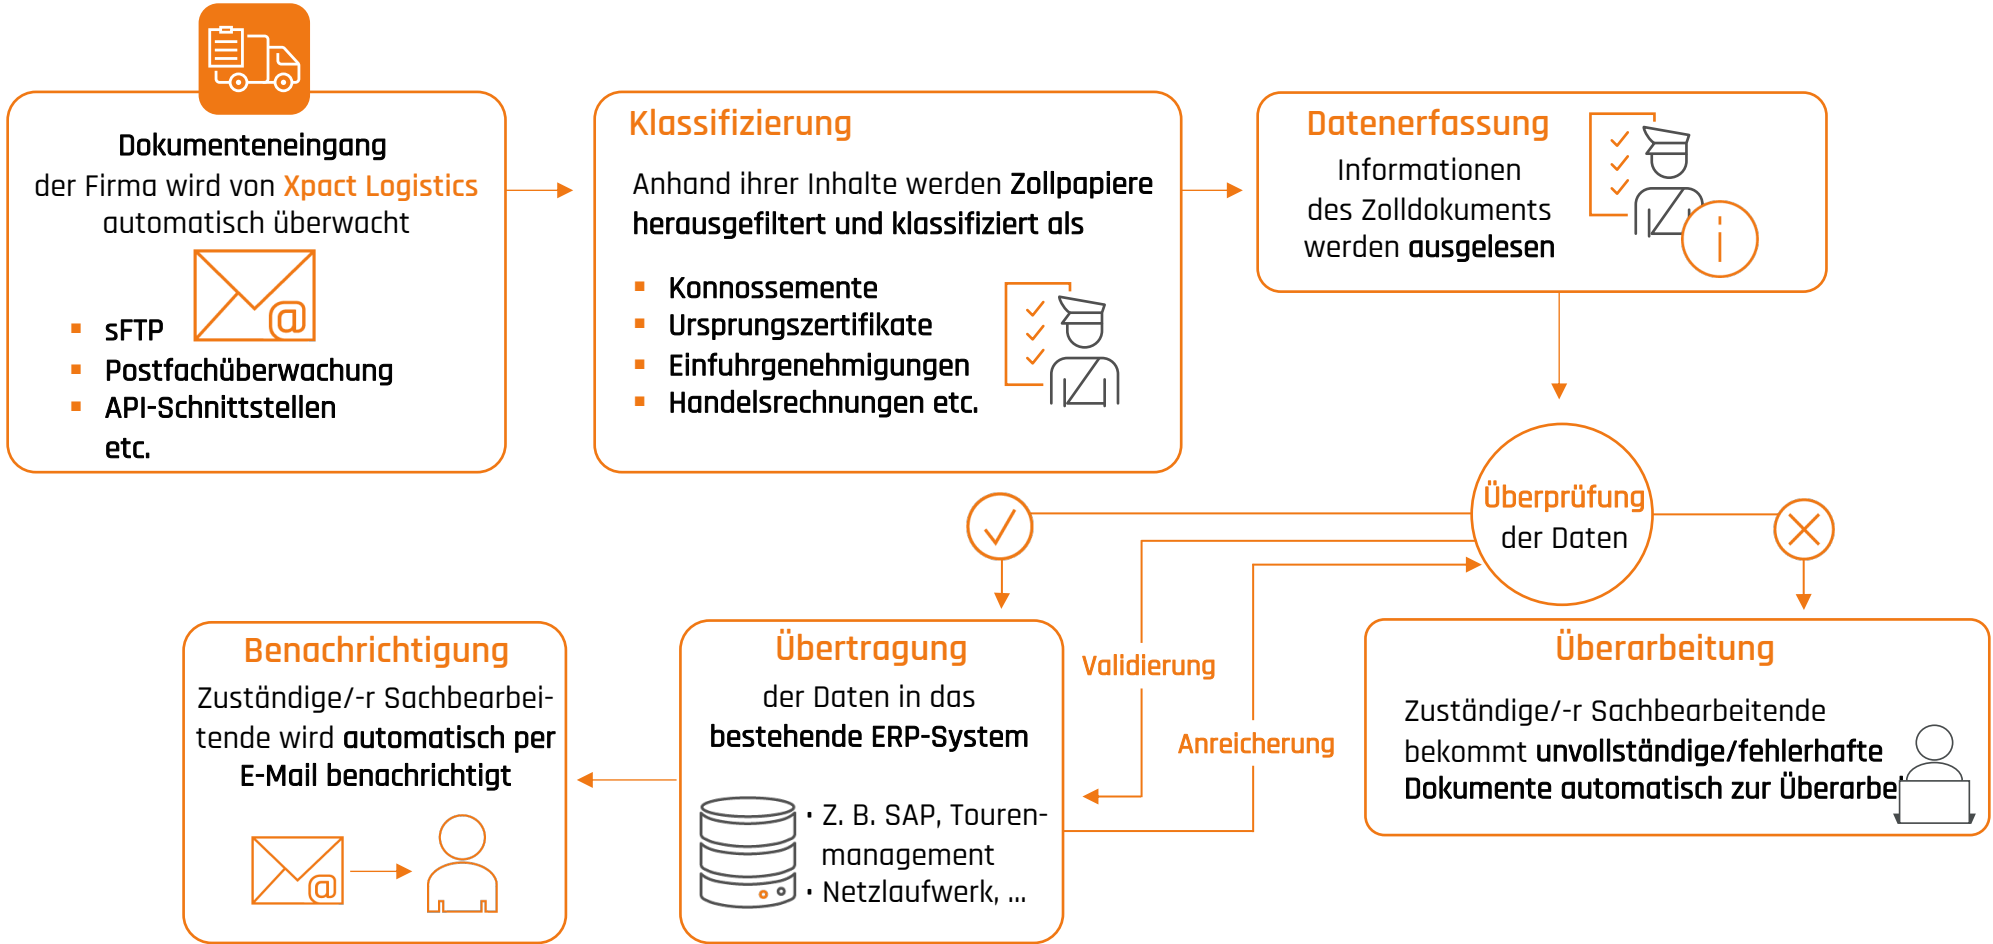 Dokumenteneingang
der Firma wird von Xpact Logistics
automatisch überwacht
@
▪ sFTP
▪ Postfachüberwachung
▪ API-Schnittstellen
etc.
Klassifizierung
Anhand ihrer Inhalte werden Zollpapiere
herausgefiltert und klassifiziert als
▪ Konnossemente
▪ Ursprungszertifikate
▪ Einfuhrgenehmigungen
▪ Handelsrechnungen etc.
Datenerfassung
Informationen
des Zolldokuments
werden ausgelesen
i
Überprüfung
der Daten
Validierung
Anreicherung
Benachrichtigung
Zuständige/-r Sachbearbei-
tende wird automatisch per
E-Mail benachrichtigt
@
Übertragung
der Daten in das
bestehende ERP-System
· Z. B. SAP, Touren-
management
· Netzlaufwerk, ...
Überarbeitung
Zuständige/-r Sachbearbeitende
bekommt unvollständige/fehlerhafte
Dokumente automatisch zur